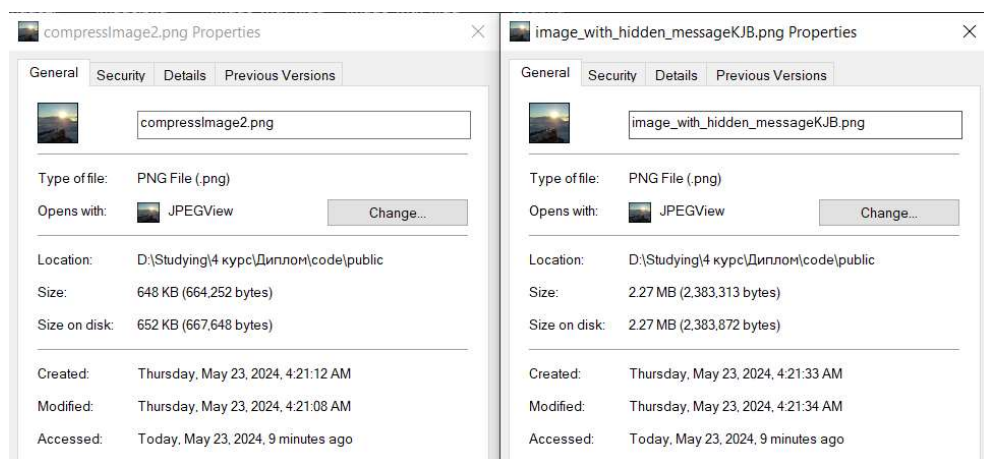 compressImage2.png Properties
General Security Details Previous Versions
compressImage2.png
Type of file: PNG File (.png)
Opens with: JPEGView Change...
Location: D:\Studying\4 курс\Диплом\code\public
Size: 648 KB (664,252 bytes)
Size on disk: 652 KB (667,648 bytes)
Created: Thursday, May 23, 2024, 4:21:12 AM
Modified: Thursday, May 23, 2024, 4:21:08 AM
Accessed: Today, May 23, 2024, 9 minutes ago
image_with_hidden_messageKJB.png Properties
General Security Details Previous Versions
image_with_hidden_messageKJB.png
Type of file: PNG File (.png)
Opens with: JPEGView Change...
Location: D:\Studying\4 курс\Диплом\code\public
Size: 2.27 MB (2,383,313 bytes)
Size on disk: 2.27 MB (2,383,872 bytes)
Created: Thursday, May 23, 2024, 4:21:33 AM
Modified: Thursday, May 23, 2024, 4:21:34 AM
Accessed: Today, May 23, 2024, 9 minutes ago